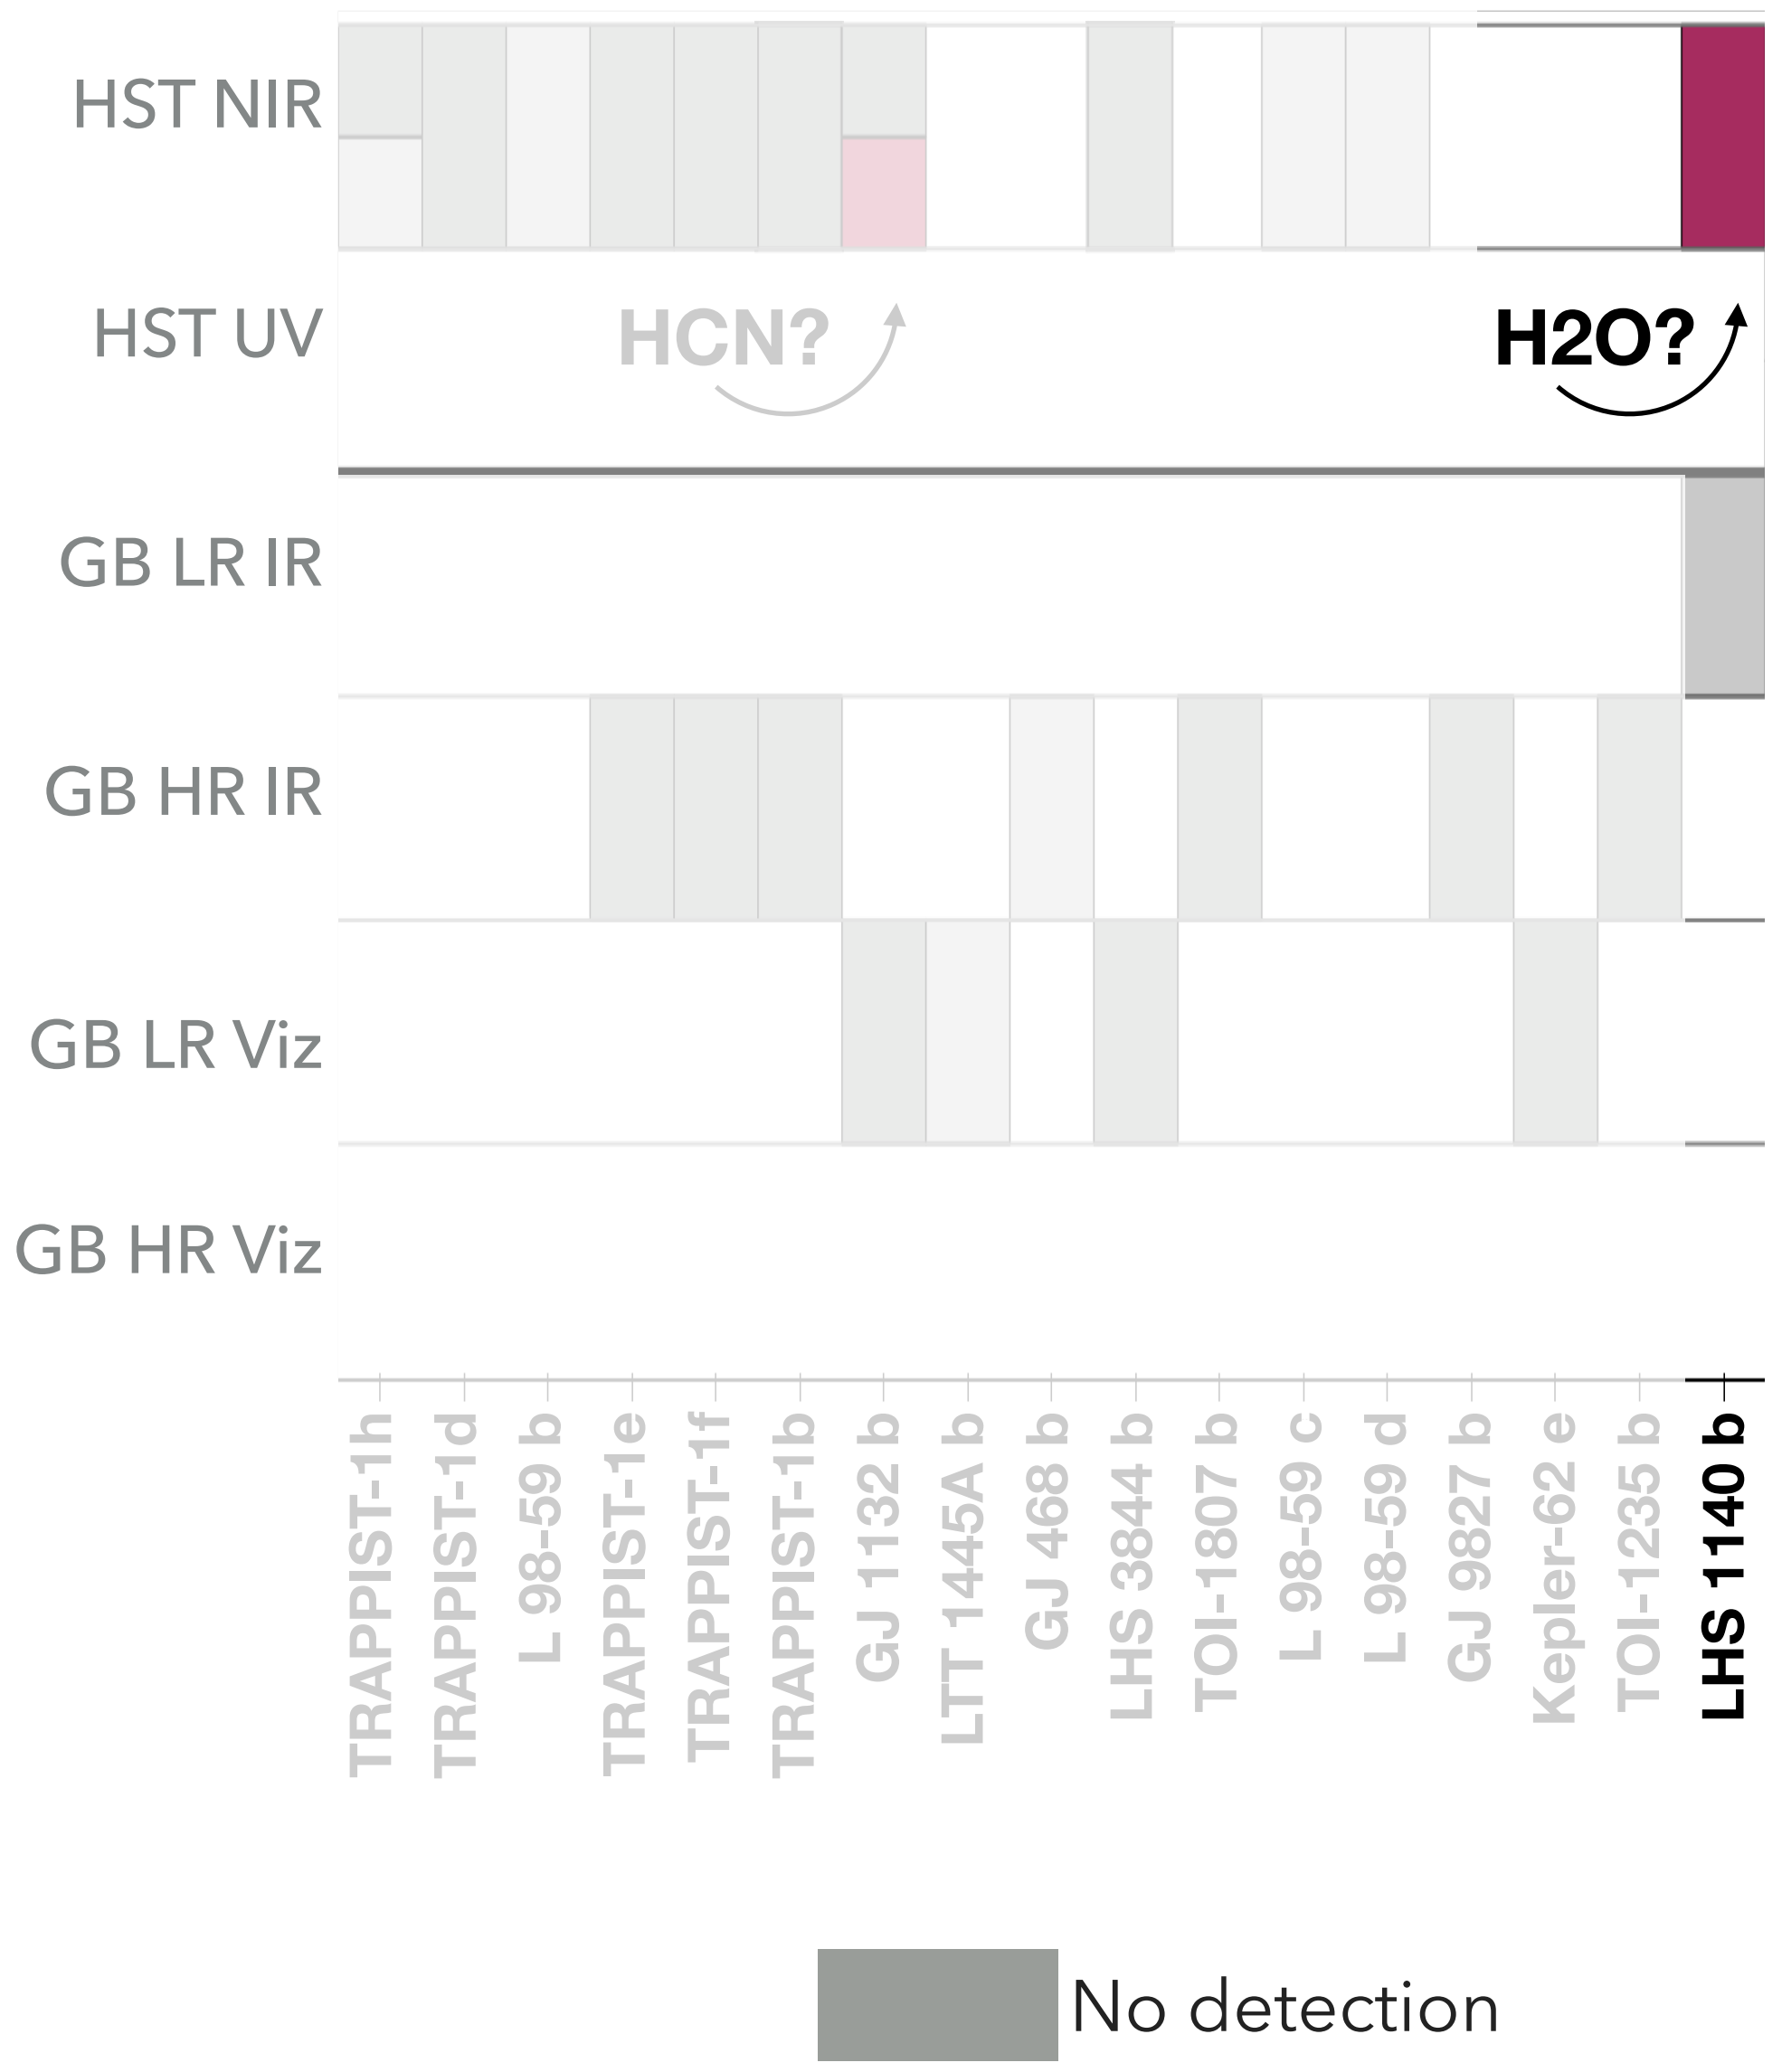 HST NIR
HST UV
HCN?
H2O?
GB LR IR
GB HR IR
GB LR Viz
GB HR Viz
TRAPPIST-1h
TRAPPIST-1d
L 98-59 b
TRAPPIST-1e
TRAPPIST-1f
TRAPPIST-1b
GJ 1132 b
LTT 1445A b
GJ 468 b
LHS 3844 b
TOI-1807 b
L 98-59 c
L 98-59 d
GJ 9827 b
Kepler-62 e
TOI-1235 b
LHS 1140 b
No detection